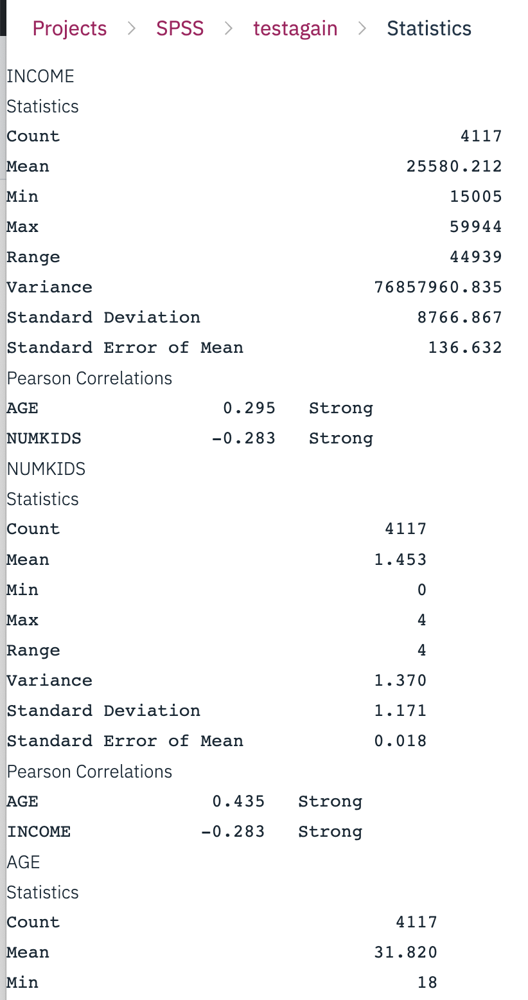 Projects > SPSS > testagain > Statistics
INCOME
Statistics
Count 4117
Mean 25580.212
Min 15005
Max 59944
Range 44939
Variance 76857960.835
Standard Deviation 8766.867
Standard Error of Mean 136.632
Pearson Correlations
AGE 0.295 Strong
NUMKIDS -0.283 Strong
NUMKIDS
Statistics
Count 4117
Mean 1.453
Min 0
Max 4
Range 4
Variance 1.370
Standard Deviation 1.171
Standard Error of Mean 0.018
Pearson Correlations
AGE 0.435 Strong
INCOME -0.283 Strong
AGE
Statistics
Count 4117
Mean 31.820
Min 18